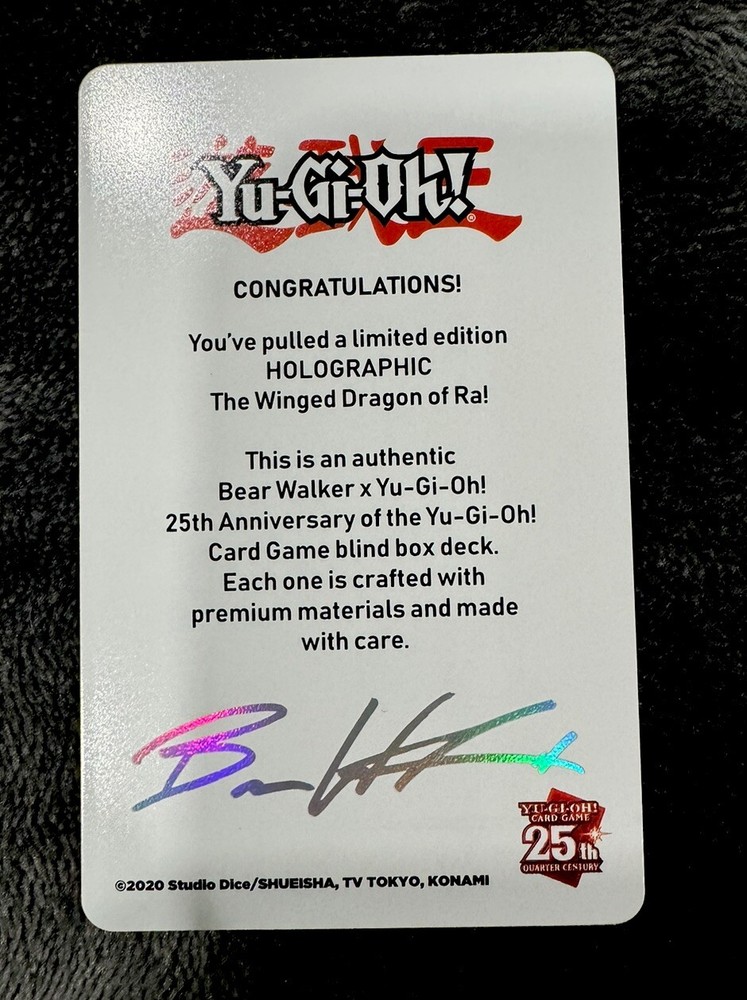 遊戯王
Yu-Gi-Oh!®
CONGRATULATIONS!
You've pulled a limited edition
HOLOGRAPHIC
The Winged Dragon of Ra!
This is an authentic
Bear Walker x Yu-Gi-Oh!
25th Anniversary of the Yu-Gi-Oh!
Card Game blind box deck.
Each one is crafted with
premium materials and made
with care.
YU-GI-OH!
CARD GAME
25th
QUARTER CENTURY
©2020 Studio Dice/SHUEISHA, TV TOKYO, KONAMI